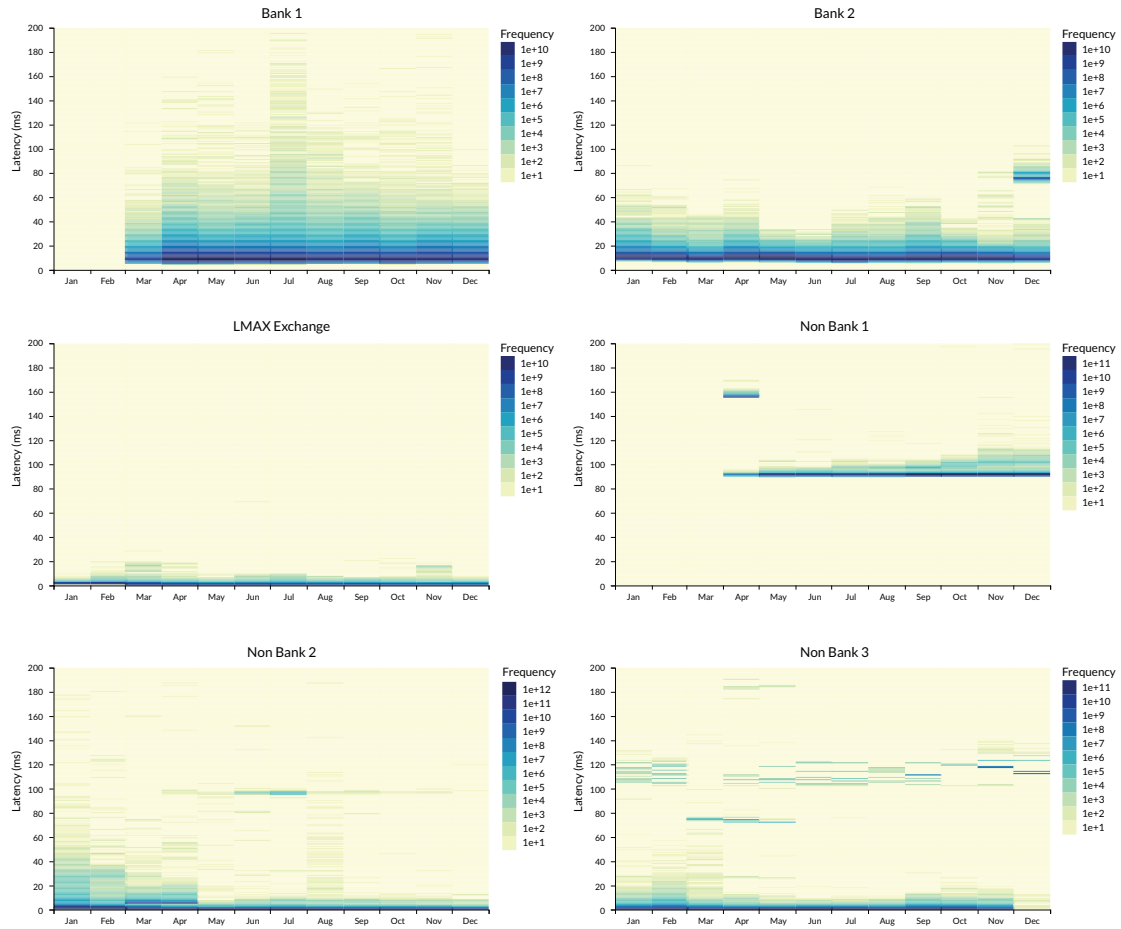 Bank 1
Frequency
1e+10
1e+9
1e+8
1e+7
1e+6
1e+5
1e+4
1e+3
1e+2
1e+1
Latency (ms)
200
180
160
140
120
100
80
60
40
20
0
Jan Feb Mar Apr May Jun Jul Aug Sep Oct Nov Dec
Bank 2
Frequency
1e+10
1e+9
1e+8
1e+7
1e+6
1e+5
1e+4
1e+3
1e+2
1e+1
Latency (ms)
200
180
160
140
120
100
80
60
40
20
0
Jan Feb Mar Apr May Jun Jul Aug Sep Oct Nov Dec
LMAX Exchange
Frequency
1e+10
1e+9
1e+8
1e+7
1e+6
1e+5
1e+4
1e+3
1e+2
1e+1
Latency (ms)
200
180
160
140
120
100
80
60
40
20
0
Jan Feb Mar Apr May Jun Jul Aug Sep Oct Nov Dec
Non Bank 1
Frequency
1e+11
1e+10
1e+9
1e+8
1e+7
1e+6
1e+5
1e+4
1e+3
1e+2
1e+1
Latency (ms)
200
180
160
140
120
100
80
60
40
20
0
Jan Feb Mar Apr May Jun Jul Aug Sep Oct Nov Dec
Non Bank 2
Frequency
1e+12
1e+11
1e+10
1e+9
1e+8
1e+7
1e+6
1e+5
1e+4
1e+3
1e+2
1e+1
Latency (ms)
200
180
160
140
120
100
80
60
40
20
0
Jan Feb Mar Apr May Jun Jul Aug Sep Oct Nov Dec
Non Bank 3
Frequency
1e+11
1e+10
1e+9
1e+8
1e+7
1e+6
1e+5
1e+4
1e+3
1e+2
1e+1
Latency (ms)
200
180
160
140
120
100
80
60
40
20
0
Jan Feb Mar Apr May Jun Jul Aug Sep Oct Nov Dec